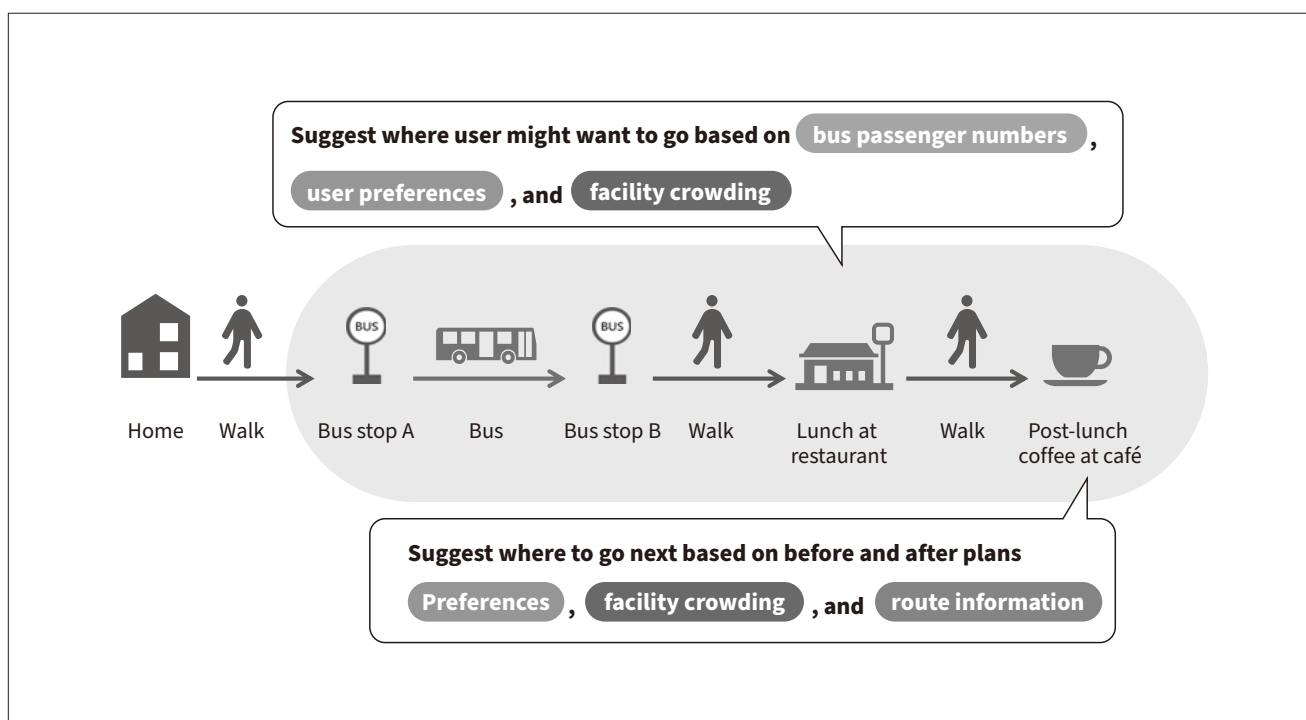 Suggest where user might want to go based on bus passenger numbers ,
user preferences , and facility crowding
BUS
BUS
Home
Walk
Bus stop A
Bus
Bus stop B
Walk
Lunch at
restaurant
Walk
Post-lunch
coffee at café
Suggest where to go next based on before and after plans
Preferences , facility crowding , and route information